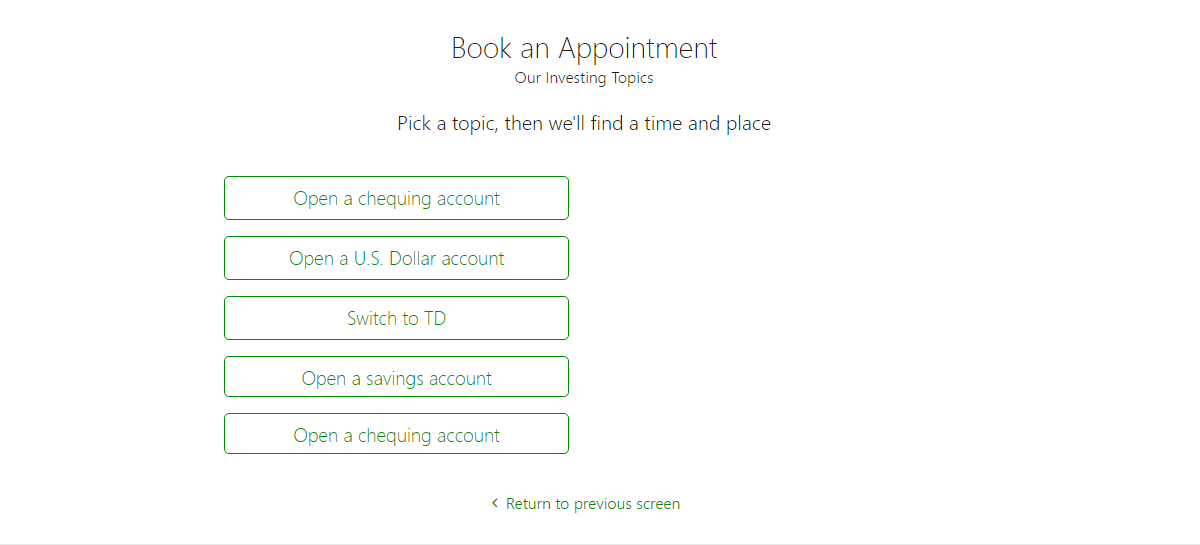 Book an Appointment
Our Investing Topics
Pick a topic, then we'll find a time and place
Open a chequing account
Open a U.S. Dollar account
Switch to TD
Open a savings account
Open a chequing account
Return to previous screen